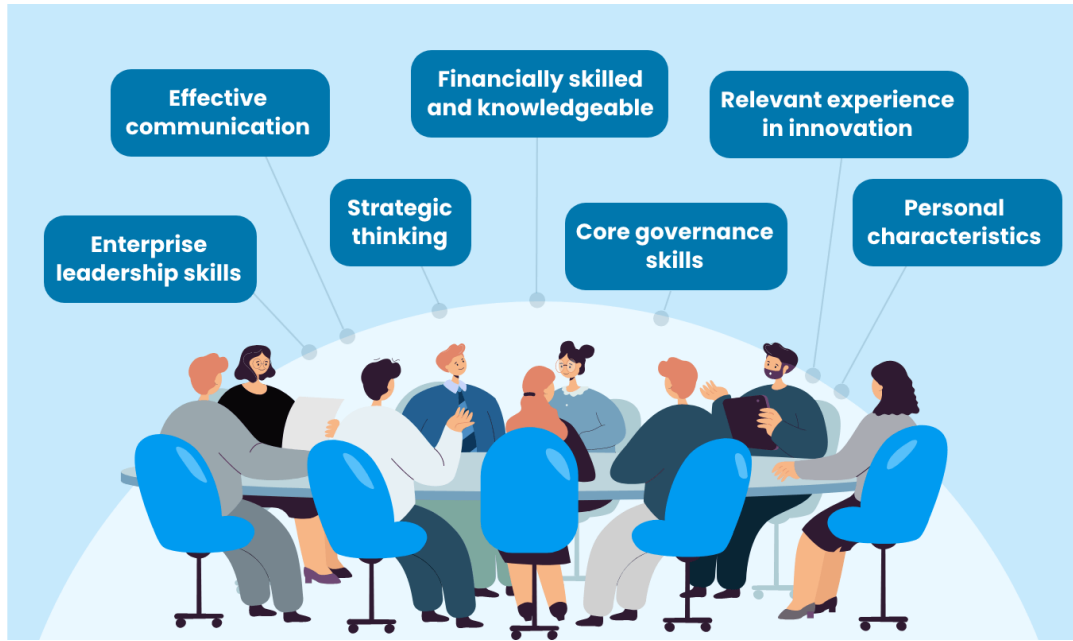 Effective
communication
Financially skilled
and knowledgeable
Relevant experience
in innovation
Enterprise
leadership skills
Strategic
thinking
Core governance
skills
Personal
characteristics